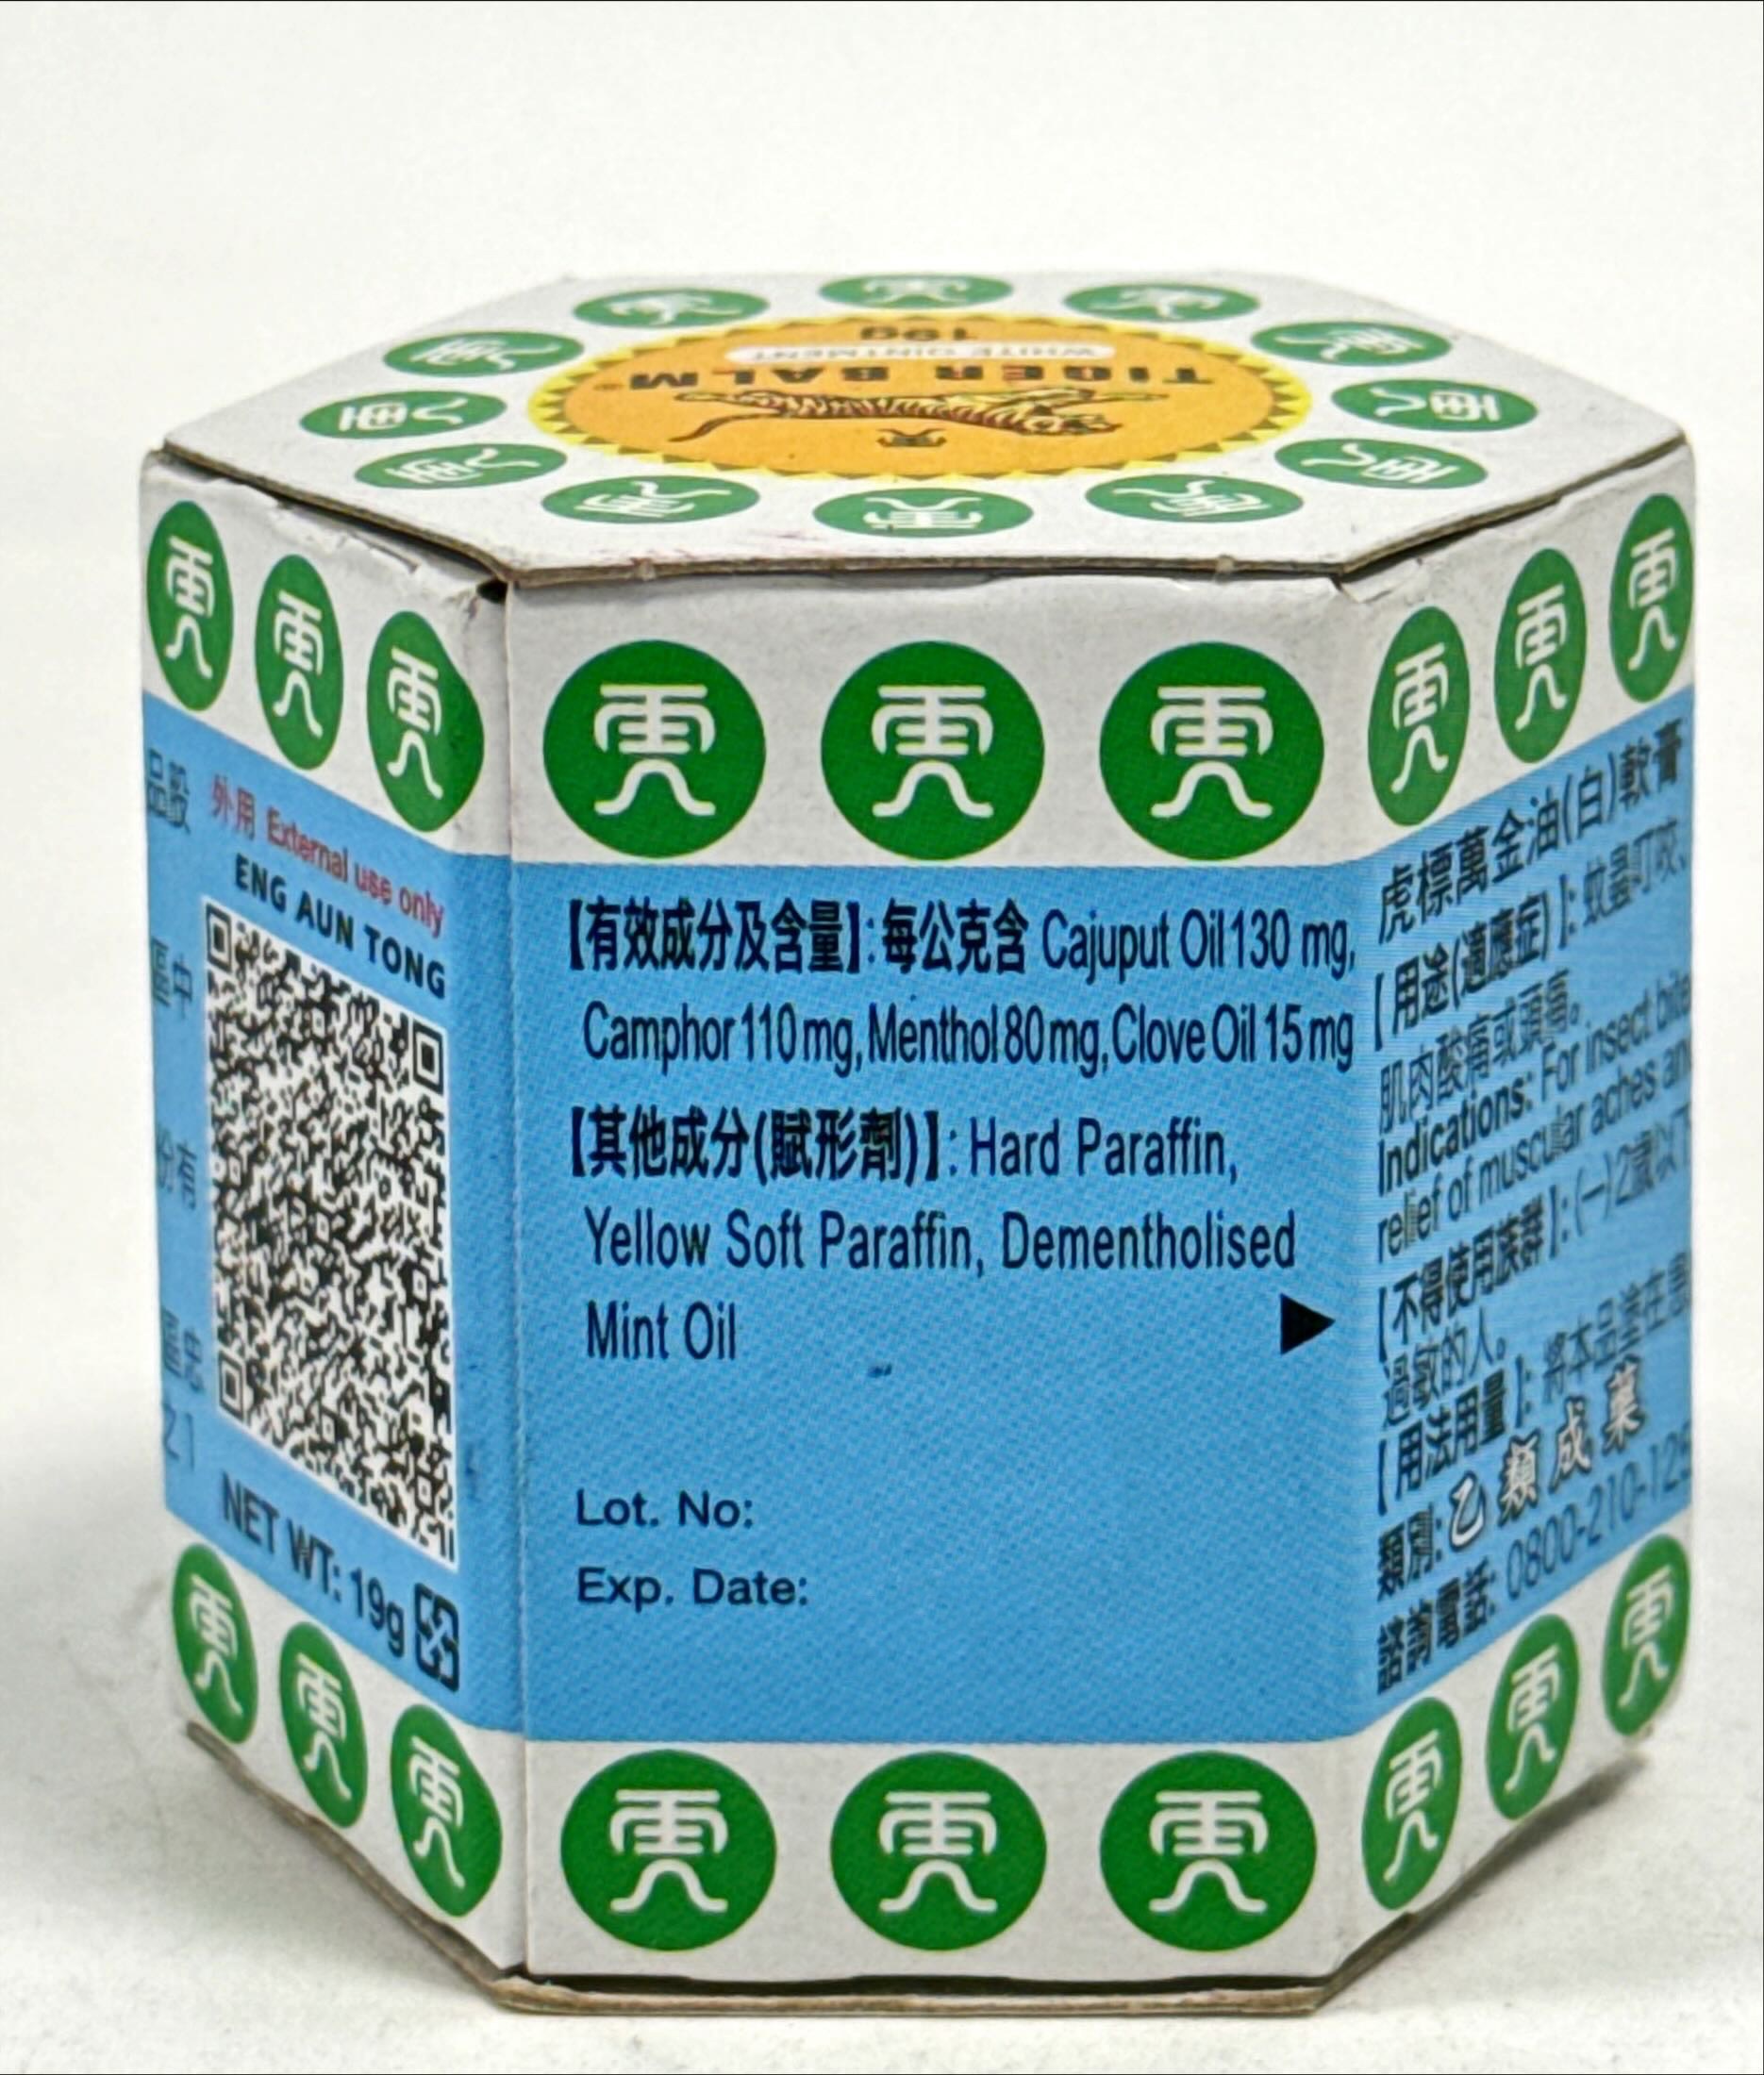 TIGER BALM®
WHITE OINTMENT
19g
外用 External use only
ENG AUN TONG
NET WT: 19g
【有效成分及含量】: 每公克含 Cajuput Oil 130 mg,
Camphor 110 mg, Menthol 80 mg, Clove Oil 15 mg
【其他成分(賦形劑)】: Hard Paraffin,
Yellow Soft Paraffin, Dementholised
Mint Oil
Lot. No:
Exp. Date:
虎標萬金油(白)軟膏
【用途(適應症)】: 蚊蟲叮咬、
肌肉酸痛或頭痛。
Indications: For insect bite
relief of muscular aches an
【不得使用族群】: (一)2歲以下
過敏的人。
【用法用量】: 將本品塗在患
類別: 乙類成藥
諮詢電話: 0800-210-12